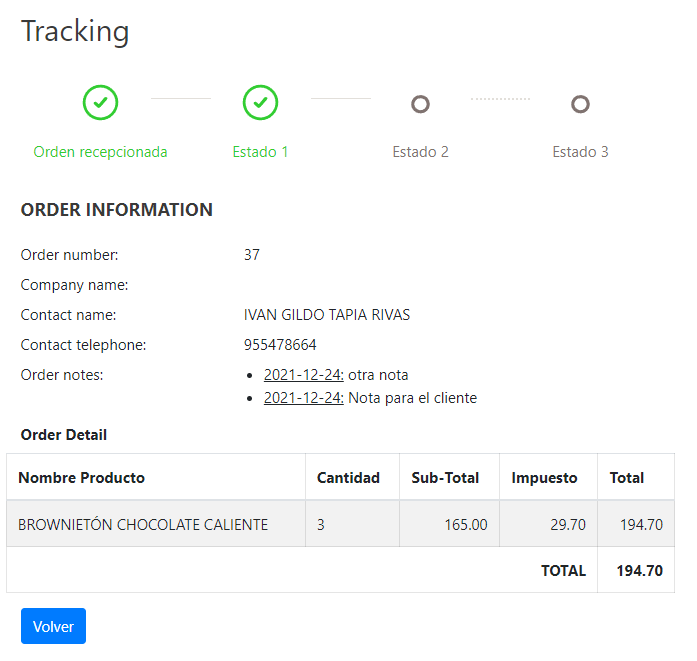 Tracking
Orden recepcionada Estado 1 Estado 2 Estado 3
ORDER INFORMATION
Order number: 37
Company name:
Contact name: IVAN GILDO TAPIA RIVAS
Contact telephone: 955478664
Order notes: • 2021-12-24: otra nota
• 2021-12-24: Nota para el cliente
Order Detail
Nombre Producto Cantidad Sub-Total Impuesto Total
BROWNIETÓN CHOCOLATE CALIENTE 3 165.00 29.70 194.70
TOTAL 194.70
Volver